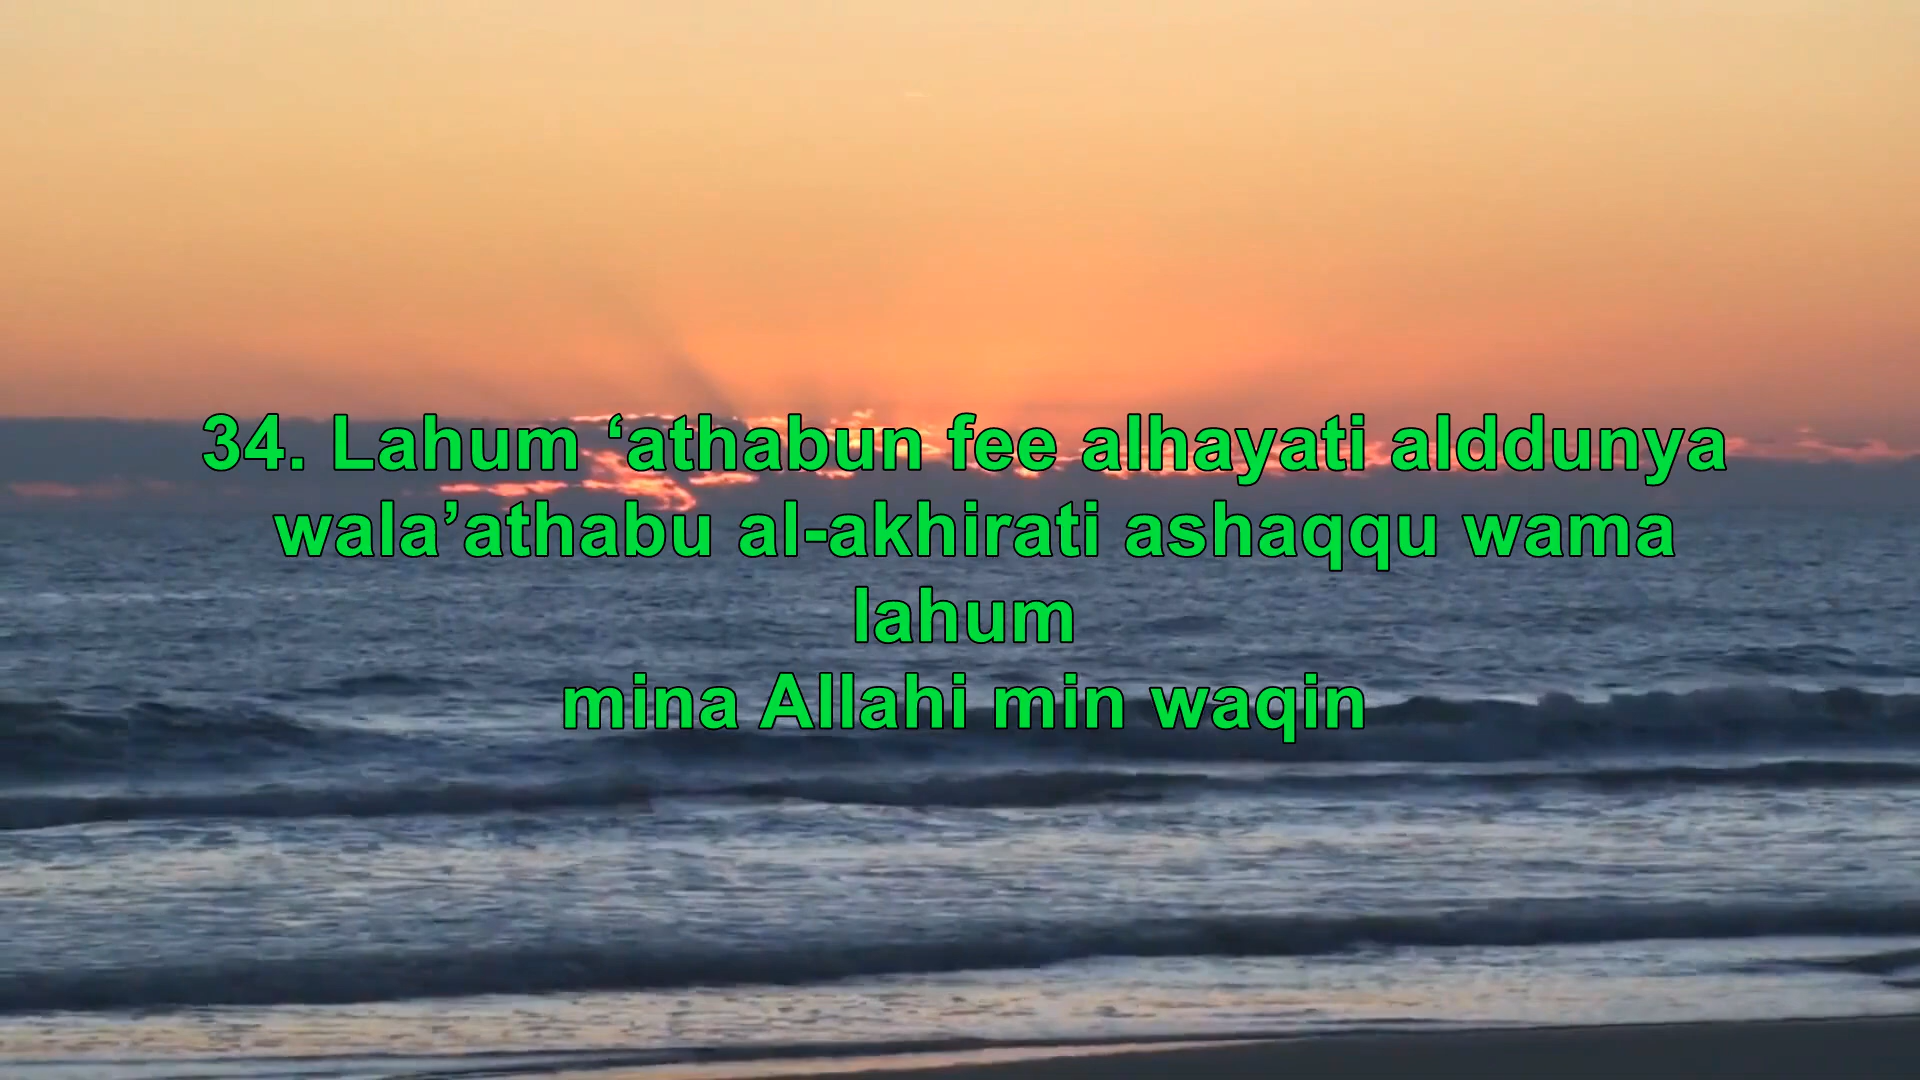 34. Lahum ‘athabun fee alhayati alddunya
wala’athabu al-akhirati ashaqqu wama
lahum
mina Allahi min waqin